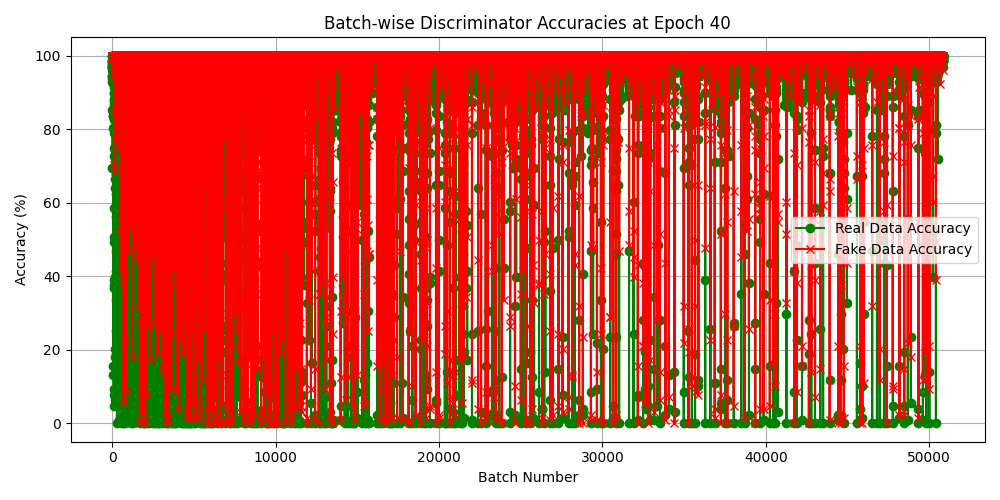 Batch-wise Discriminator Accuracies at Epoch 40
100
80
60
40
20
0
Accuracy (%)
Real Data Accuracy
Fake Data Accuracy
0 10000 20000 30000 40000 50000
Batch Number